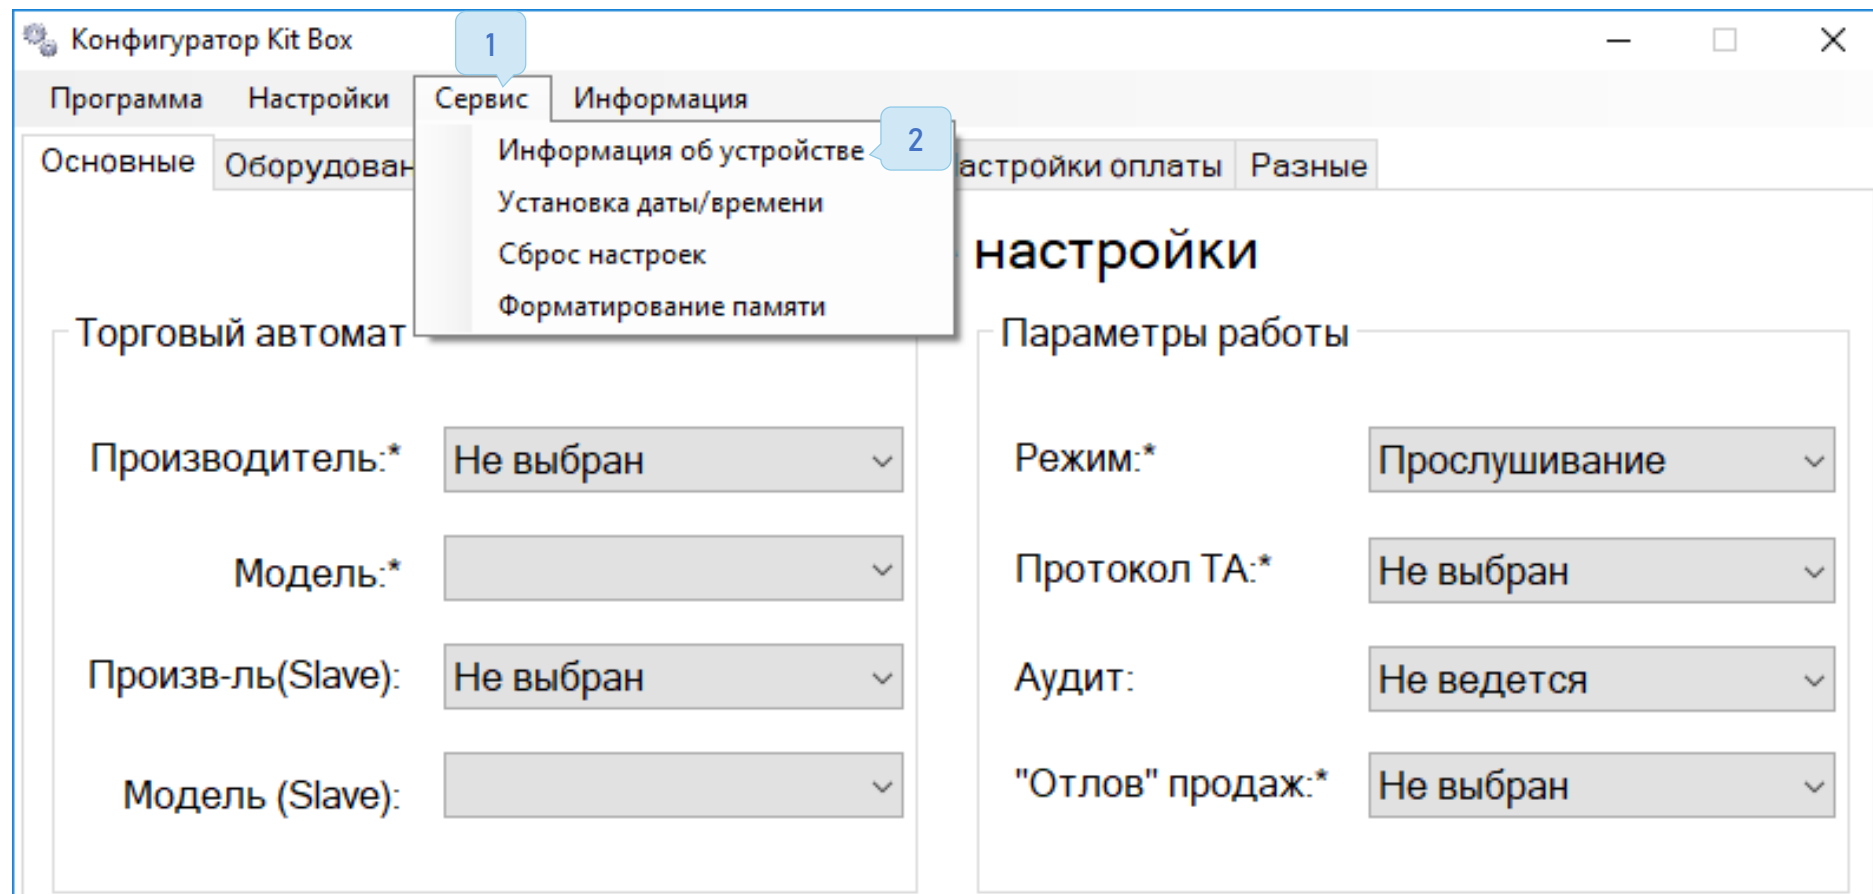 Конфигуратор Kit Box
1
Программа Настройки Сервис Информация
Информация об устройстве
2
Установка даты/времени
Сброс настроек
Форматирование памяти
Основные Оборудован астройки оплаты Разные
настройки
Торговый автомат
Производитель:* Не выбран
Модель:*
Произв-ль(Slave): Не выбран
Модель (Slave):
Параметры работы
Режим:* Прослушивание
Протокол ТА:* Не выбран
Аудит: Не ведется
"Отлов" продаж:* Не выбран